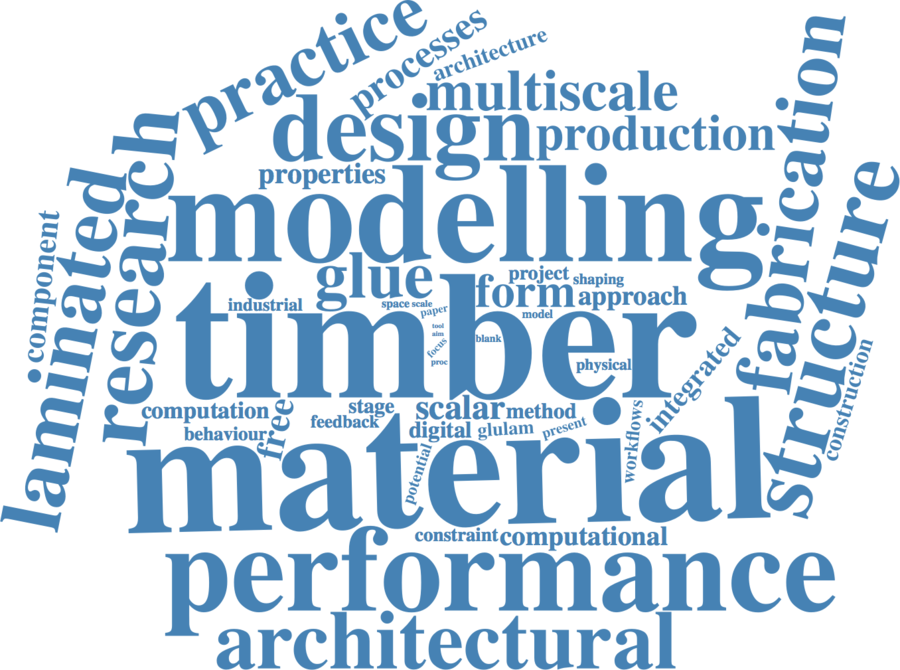 practice
processes
architecture
multiscale
design
production
fabrication
research
laminated
component
properties
modelling
structure
glue
project
shaping
form
approach
industrial
space
scale
paper
model
timber
tool
aim
focus
proc
blank
physical
integrated
construction
computation
stage
scalar
method
behaviour
free
feedback
digital
glulam
present
workflows
potential
material
constraint
computational
performance
architectural